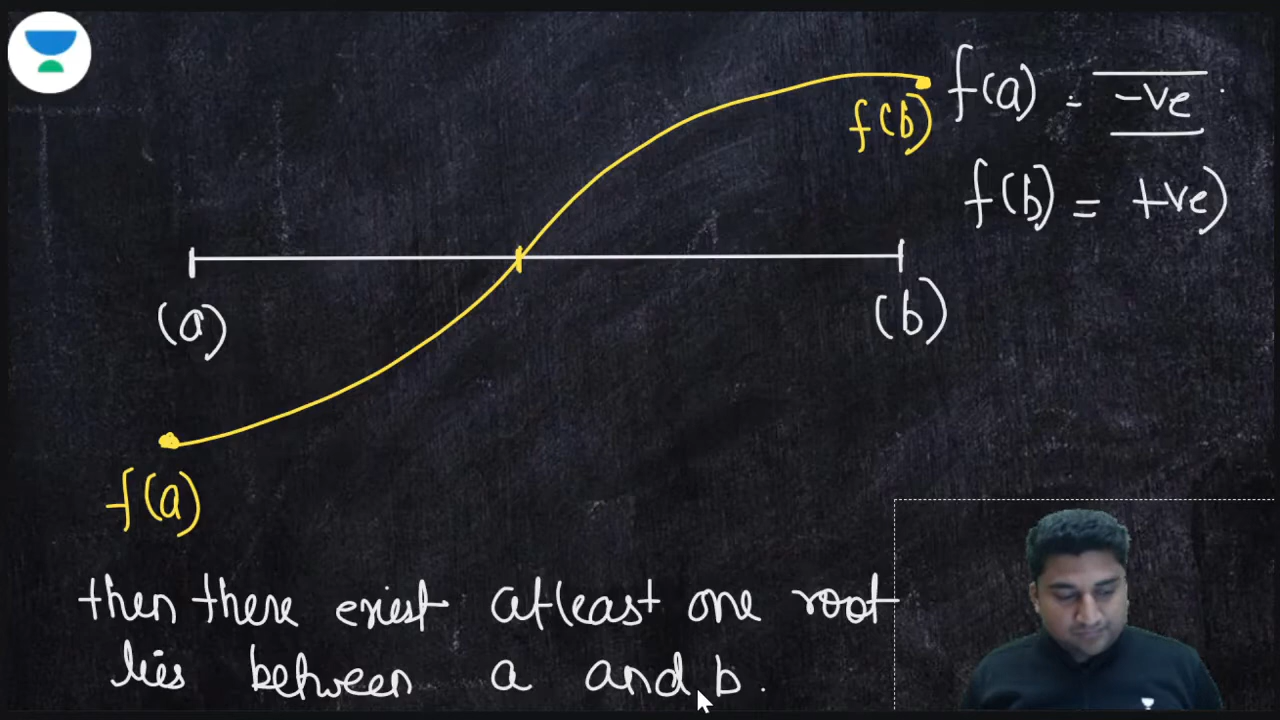 f(a) = -ve
f(b)
f(b) = +ve)
(a)
(b)
f(a)
then there exist atleast one root
lies between a and b.